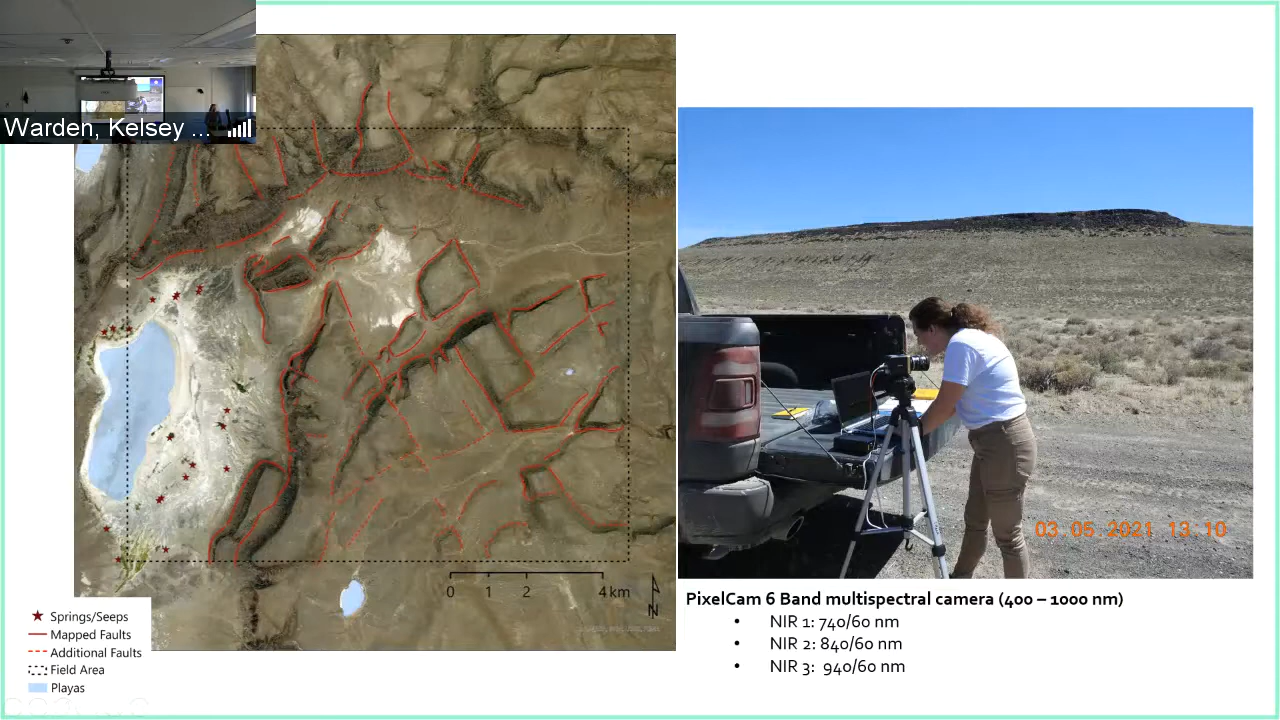 Warden, Kelsey ...
0 1 2 4 km
N
Springs/Seeps
Mapped Faults
Additional Faults
Field Area
Playas
03 05 2021 13 10
PixelCam 6 Band multispectral camera (400 – 1000 nm)
• NIR 1: 740/60 nm
• NIR 2: 840/60 nm
• NIR 3: 940/60 nm